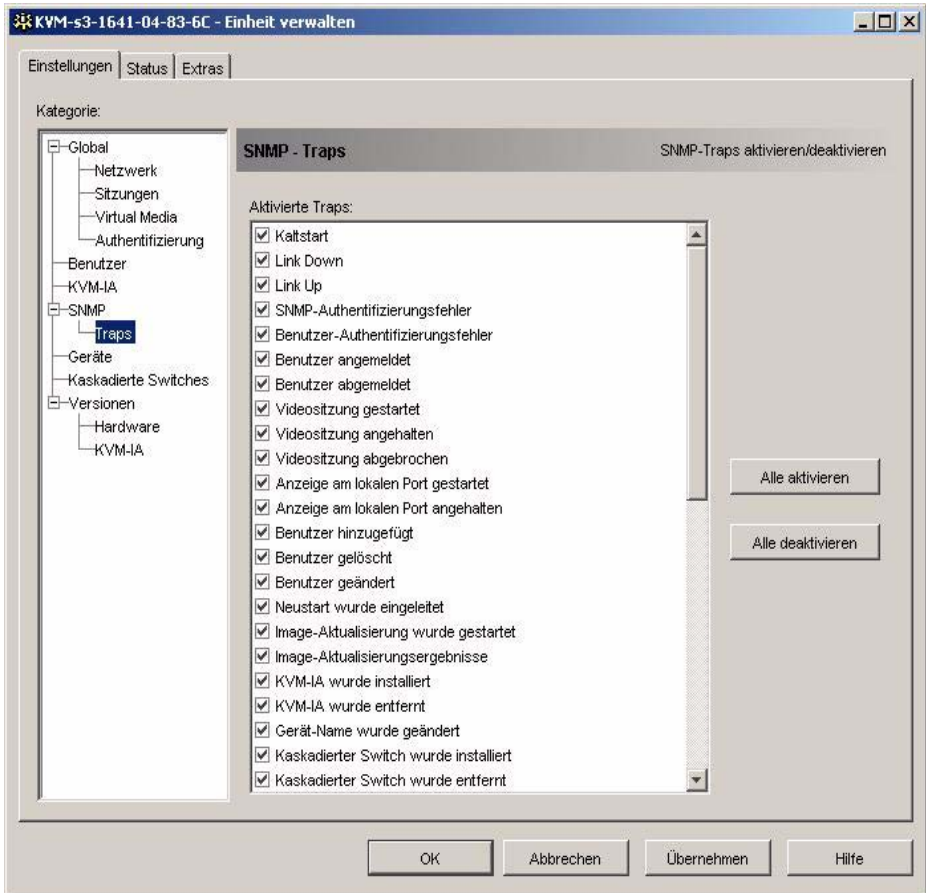 KVM-s3-1641-04-83-6C - Einheit verwalten
Einstellungen Status Extras
Kategorie:
Global
Netzwerk
Sitzungen
Virtual Media
Authentifizierung
Benutzer
KVM-IA
SNMP
Traps
Geräte
Kaskadierte Switches
Versionen
Hardware
KVM-IA
SNMP - Traps SNMP-Traps aktivieren/deaktivieren
Aktivierte Traps:
Kaltstart
Link Down
Link Up
SNMP-Authentifizierungsfehler
Benutzer-Authentifizierungsfehler
Benutzer angemeldet
Benutzer abgemeldet
Videositzung gestartet
Videositzung angehalten
Videositzung abgebrochen
Anzeige am lokalen Port gestartet
Anzeige am lokalen Port angehalten
Benutzer hinzugefügt
Benutzer gelöscht
Benutzer geändert
Neustart wurde eingeleitet
Image-Aktualisierung wurde gestartet
Image-Aktualisierungsergebnisse
KVM-IA wurde installiert
KVM-IA wurde entfernt
Gerät-Name wurde geändert
Kaskadierter Switch wurde installiert
Kaskadierter Switch wurde entfernt
Alle aktivieren
Alle deaktivieren
OK Abbrechen Übernehmen Hilfe